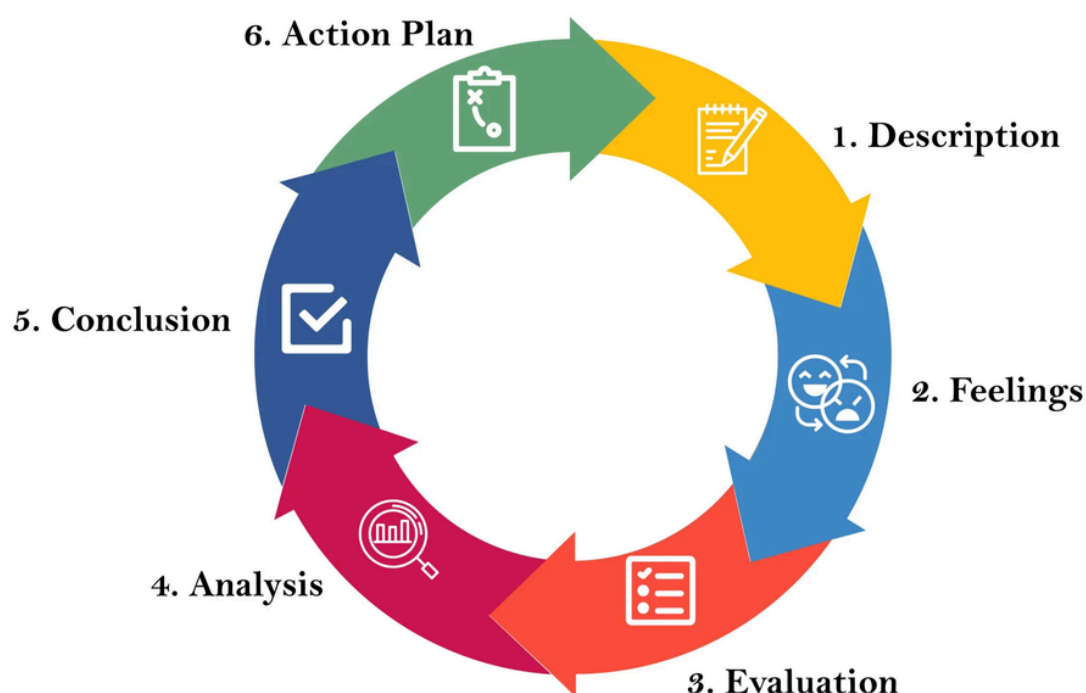 6. Action Plan
1. Description
5. Conclusion
2. Feelings
4. Analysis
3. Evaluation